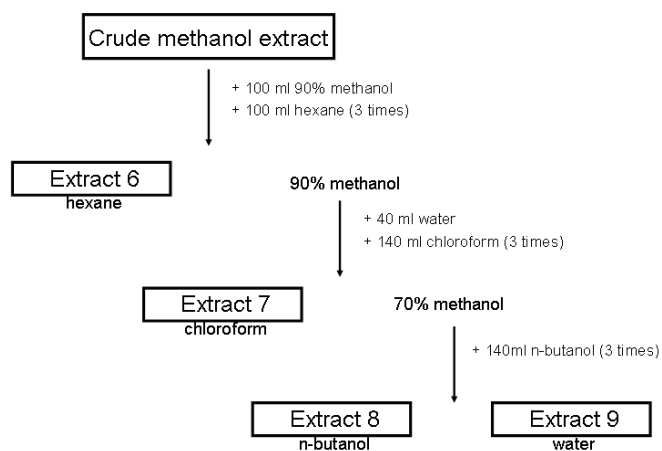 Crude methanol extract
+ 100 ml 90% methanol
+ 100 ml hexane (3 times)
Extract 6
hexane
90% methanol
+ 40 ml water
+ 140 ml chloroform (3 times)
Extract 7
chloroform
70% methanol
+ 140ml n-butanol (3 times)
Extract 8
n-butanol
Extract 9
water